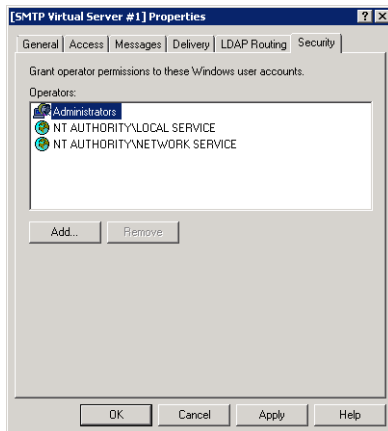 [SMTP Virtual Server #1] Properties
General Access Messages Delivery LDAP Routing Security
Grant operator permissions to these Windows user accounts.
Operators:
Administrators
NT AUTHORITY\LOCAL SERVICE
NT AUTHORITY\NETWORK SERVICE
Add... Remove
OK Cancel Apply Help